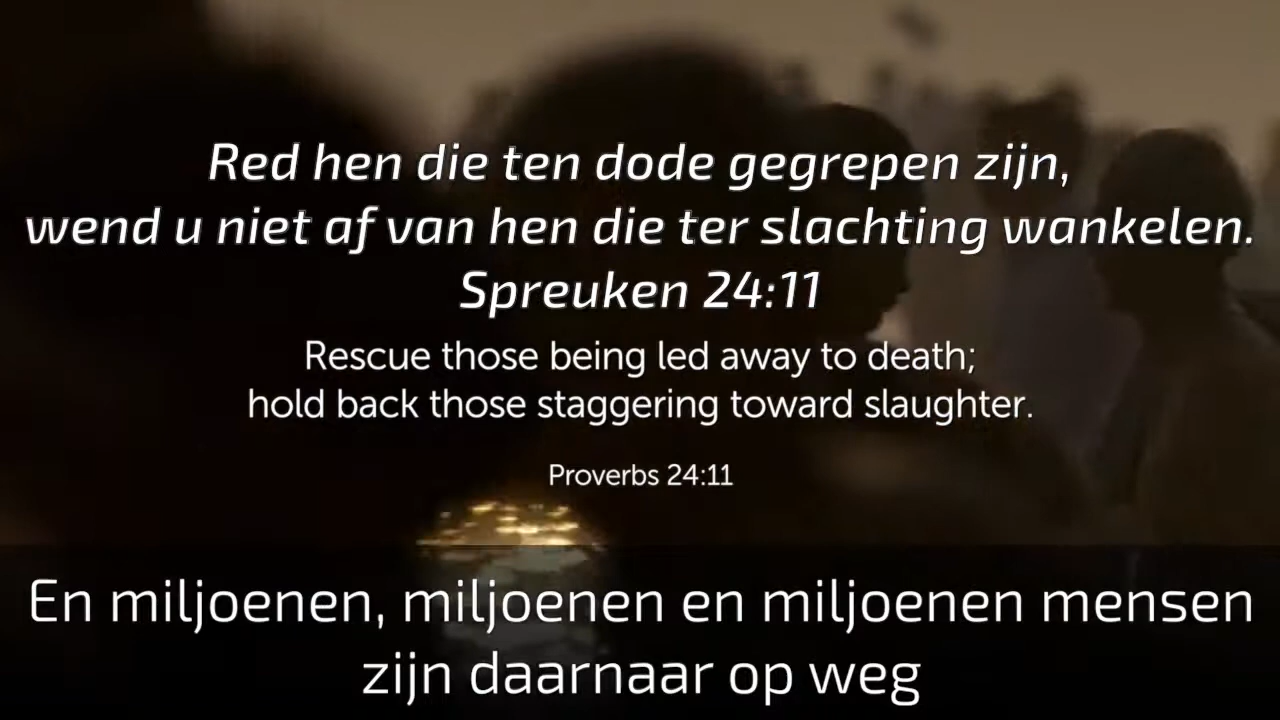 Red hen die ten dode gegrepen zijn,
wend u niet af van hen die ter slachting wankelen.
Spreuken 24:11
Rescue those being led away to death;
hold back those staggering toward slaughter.
Proverbs 24:11
En miljoenen, miljoenen en miljoenen mensen
zijn daarnaar op weg